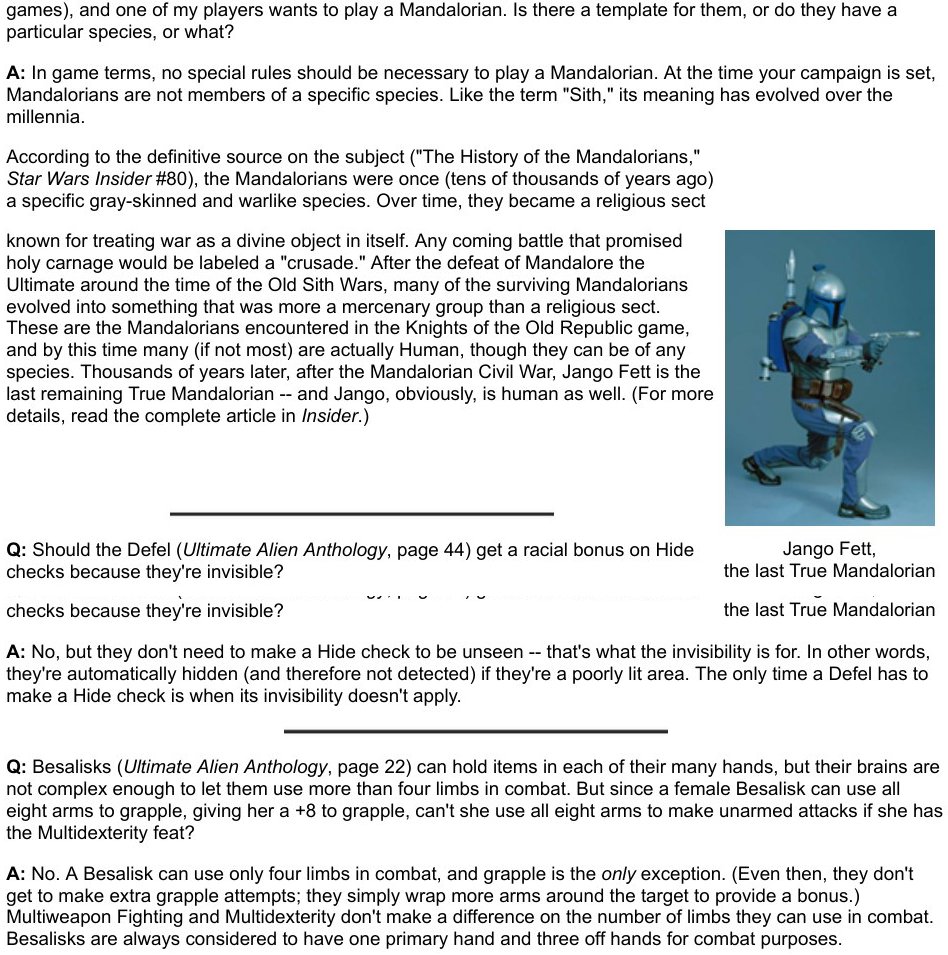 games), and one of my players wants to play a Mandalorian. Is there a template for them, or do they have a
particular species, or what?
A: In game terms, no special rules should be necessary to play a Mandalorian. At the time your campaign is set,
Mandalorians are not members of a specific species. Like the term "Sith," its meaning has evolved over the
millennia.
According to the definitive source on the subject ("The History of the Mandalorians,"
Star Wars Insider #80), the Mandalorians were once (tens of thousands of years ago)
a specific gray-skinned and warlike species. Over time, they became a religious sect
known for treating war as a divine object in itself. Any coming battle that promised
holy carnage would be labeled a "crusade." After the defeat of Mandalore the
Ultimate around the time of the Old Sith Wars, many of the surviving Mandalorians
evolved into something that was more a mercenary group than a religious sect.
These are the Mandalorians encountered in the Knights of the Old Republic game,
and by this time many (if not most) are actually Human, though they can be of any
species. Thousands of years later, after the Mandalorian Civil War, Jango Fett is the
last remaining True Mandalorian -- and Jango, obviously, is human as well. (For more
details, read the complete article in Insider.)
Jango Fett,
the last True Mandalorian
Q: Should the Defel (Ultimate Alien Anthology, page 44) get a racial bonus on Hide
checks because they're invisible?
checks because they're invisible?
the last True Mandalorian
A: No, but they don't need to make a Hide check to be unseen -- that's what the invisibility is for. In other words,
they're automatically hidden (and therefore not detected) if they're a poorly lit area. The only time a Defel has to
make a Hide check is when its invisibility doesn't apply.
Q: Besalisks (Ultimate Alien Anthology, page 22) can hold items in each of their many hands, but their brains are
not complex enough to let them use more than four limbs in combat. But since a female Besalisk can use all
eight arms to grapple, giving her a +8 to grapple, can't she use all eight arms to make unarmed attacks if she has
the Multidexterity feat?
A: No. A Besalisk can use only four limbs in combat, and grapple is the only exception. (Even then, they don't
get to make extra grapple attempts; they simply wrap more arms around the target to provide a bonus.)
Multiweapon Fighting and Multidexterity don't make a difference on the number of limbs they can use in combat.
Besalisks are always considered to have one primary hand and three off hands for combat purposes.